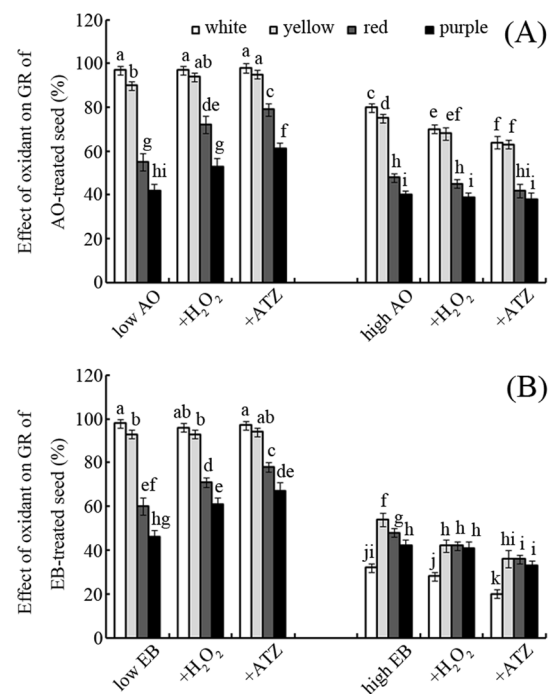 white yellow red purple
(A)
Effect of oxidant on GR of
AO-treated seed (%)
120
100
80
60
40
20
0
a b g hi
a ab de g
a a c f
c d h i
e ef h i
f f hi i
low AO
+H₂O₂
+ATZ
high AO
+H₂O₂
+ATZ
(B)
Effect of oxidant on GR of
EB-treated seed (%)
120
100
80
60
40
20
0
a b ef hg
ab b d e
a ab c de
ji f g h
j h h h
k hi i i
low EB
+H₂O₂
+ATZ
high EB
+H₂O₂
+ATZ